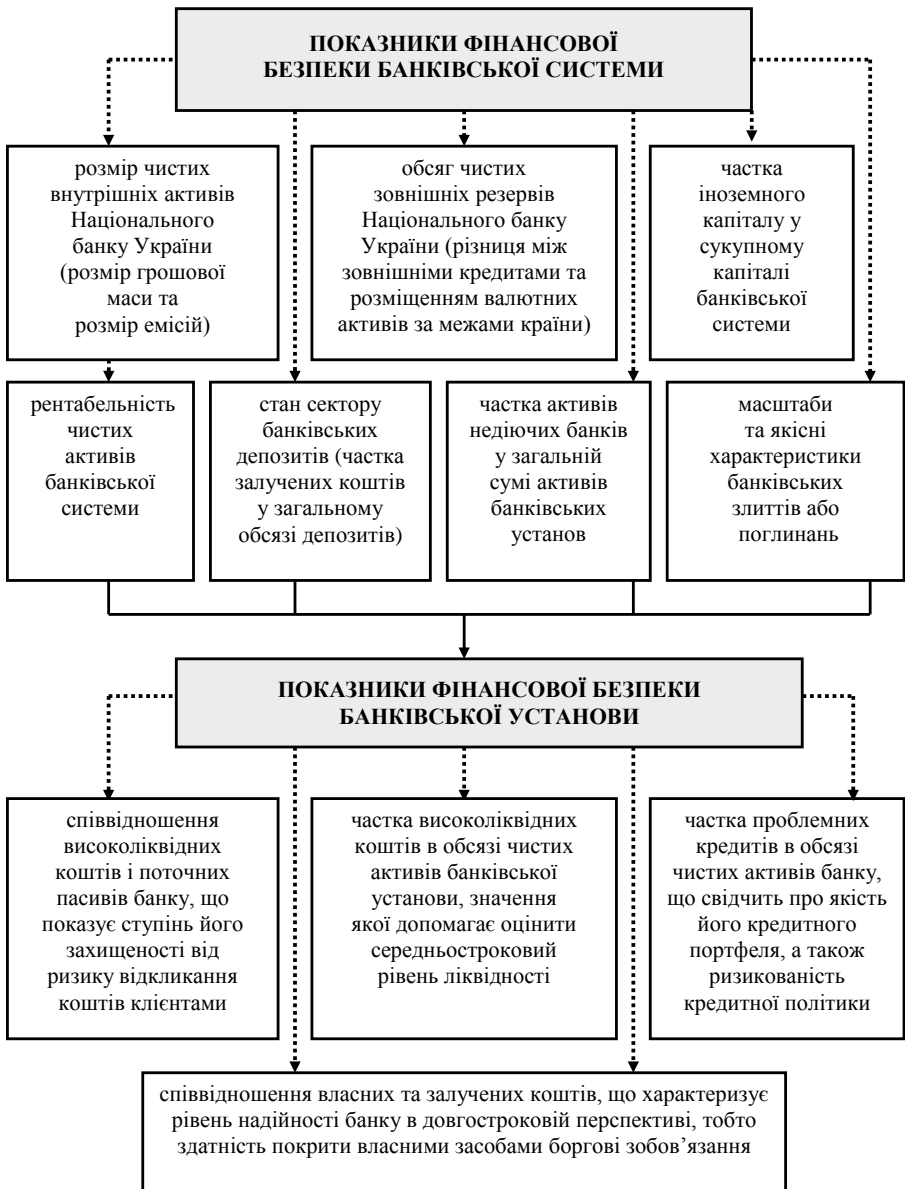 ПОКАЗНИКИ ФІНАНСОВОЇ
БЕЗПЕКИ БАНКІВСЬКОЇ СИСТЕМИ
розмір чистих
внутрішніх активів
Національного
банку України
(розмір грошової
маси та
розмір емісій)
обсяг чистих
зовнішніх резервів
Національного банку
України (різниця між
зовнішніми кредитами та
розміщенням валютних
активів за межами країни)
частка
іноземного
капіталу у
сукупному
капіталі
банківської
системи
рентабельність
чистих
активів
банківської
системи
стан сектору
банківських
депозитів (частка
залучених коштів
у загальному
обсязі депозитів)
частка активів
недіючих банків
у загальній
сумі активів
банківських
установ
масштаби
та якісні
характеристики
банківських
злиттів або
поглинань
ПОКАЗНИКИ ФІНАНСОВОЇ БЕЗПЕКИ
БАНКІВСЬКОЇ УСТАНОВИ
співвідношення
високоліквідних
коштів і поточних
пасивів банку, що
показує ступінь його
захищеності від
ризику відкликання
коштів клієнтами
частка високоліквідних
коштів в обсязі чистих
активів банківської
установи, значення
якої допомагає оцінити
середньостроковий
рівень ліквідності
частка проблемних
кредитів в обсязі
чистих активів банку,
що свідчить про якість
його кредитного
портфеля, а також
ризикованість
кредитної політики
співвідношення власних та залучених коштів, що характеризує
рівень надійності банку в довгостроковій перспективі, тобто
здатність покрити власними засобами боргові зобов’язання